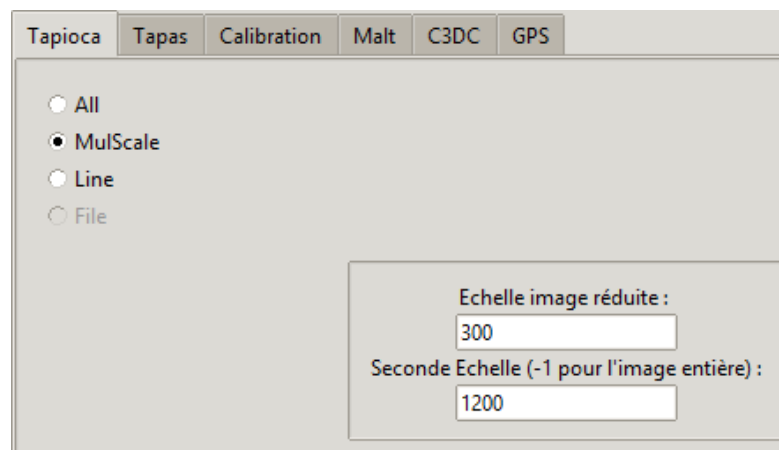 Tapioca Tapas Calibration Malt C3DC GPS
All
MulScale
Line
File
Echelle image réduite :
300
Seconde Echelle (-1 pour l'image entière) :
1200